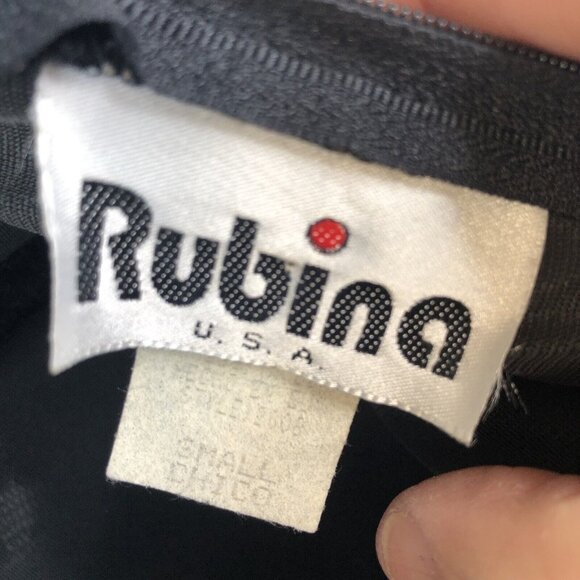 Rubina
U. S. A.
SMALL
CHICO